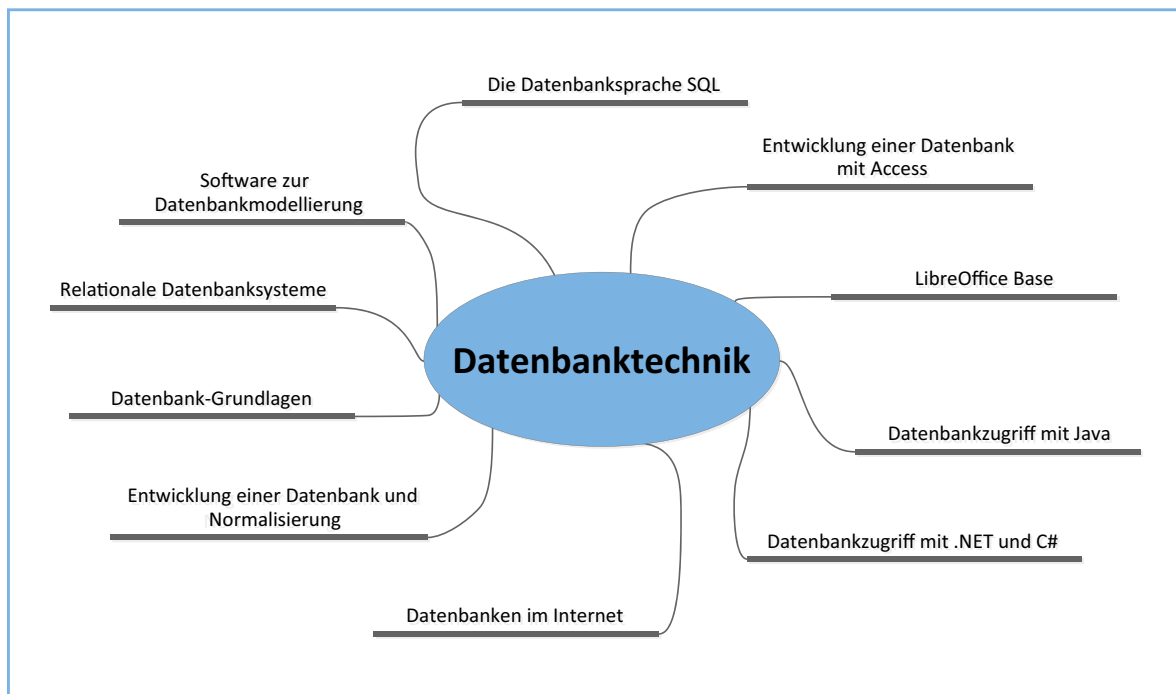 Die Datenbanksprache SQL
Entwicklung einer Datenbank
mit Access
Software zur
Datenbankmodellierung
LibreOffice Base
Relationale Datenbanksysteme
Datenbanktechnik
Datenbank-Grundlagen
Datenbankzugriff mit Java
Entwicklung einer Datenbank und
Normalisierung
Datenbankzugriff mit .NET und C#
Datenbanken im Internet